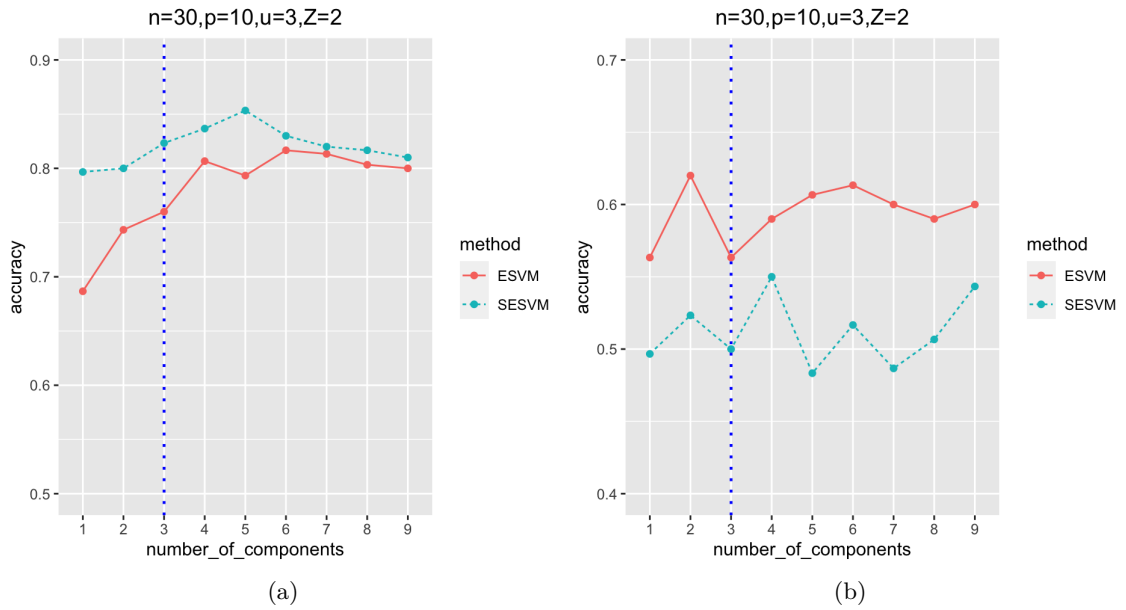 n=30,p=10,u=3,Z=2
0.9
0.8
0.7
0.6
0.5
accuracy
1 2 3 4 5 6 7 8 9
number_of_components
method
ESVM
SESVM
(a)
n=30,p=10,u=3,Z=2
0.7
0.6
0.5
0.4
accuracy
1 2 3 4 5 6 7 8 9
number_of_components
method
ESVM
SESVM
(b)